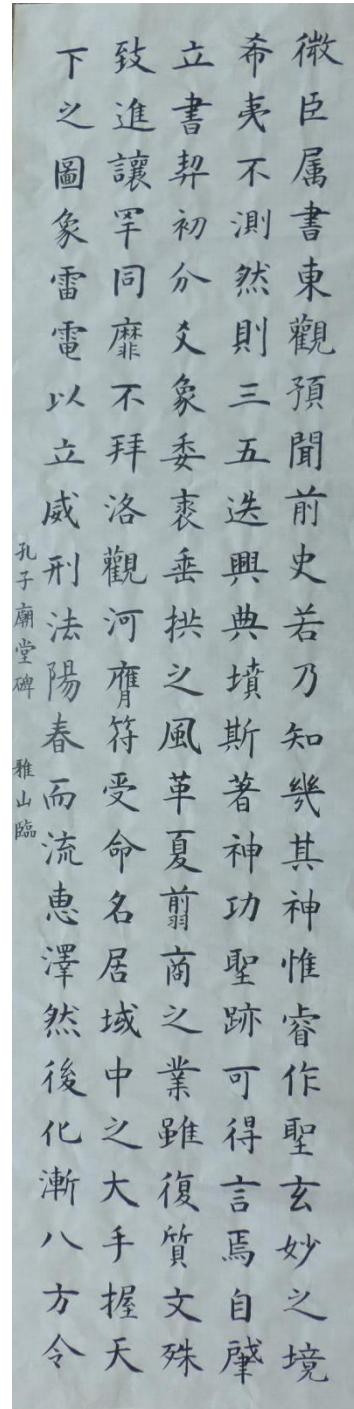 微臣属書東觀預聞前史若乃知幾其神惟睿作聖玄妙之境
希夷不測然則三五迭興典墳斯著神功聖跡可得言焉自肇
立書契初分爻象委裘垂拱之風革夏翦商之業雖復質文殊
致進讓罕同靡不拜洛觀河膺符受命名居域中之大手握天
下之圖象雷電以立威刑法陽春而流惠澤然後化漸八方令
孔子廟堂碑 雅山臨